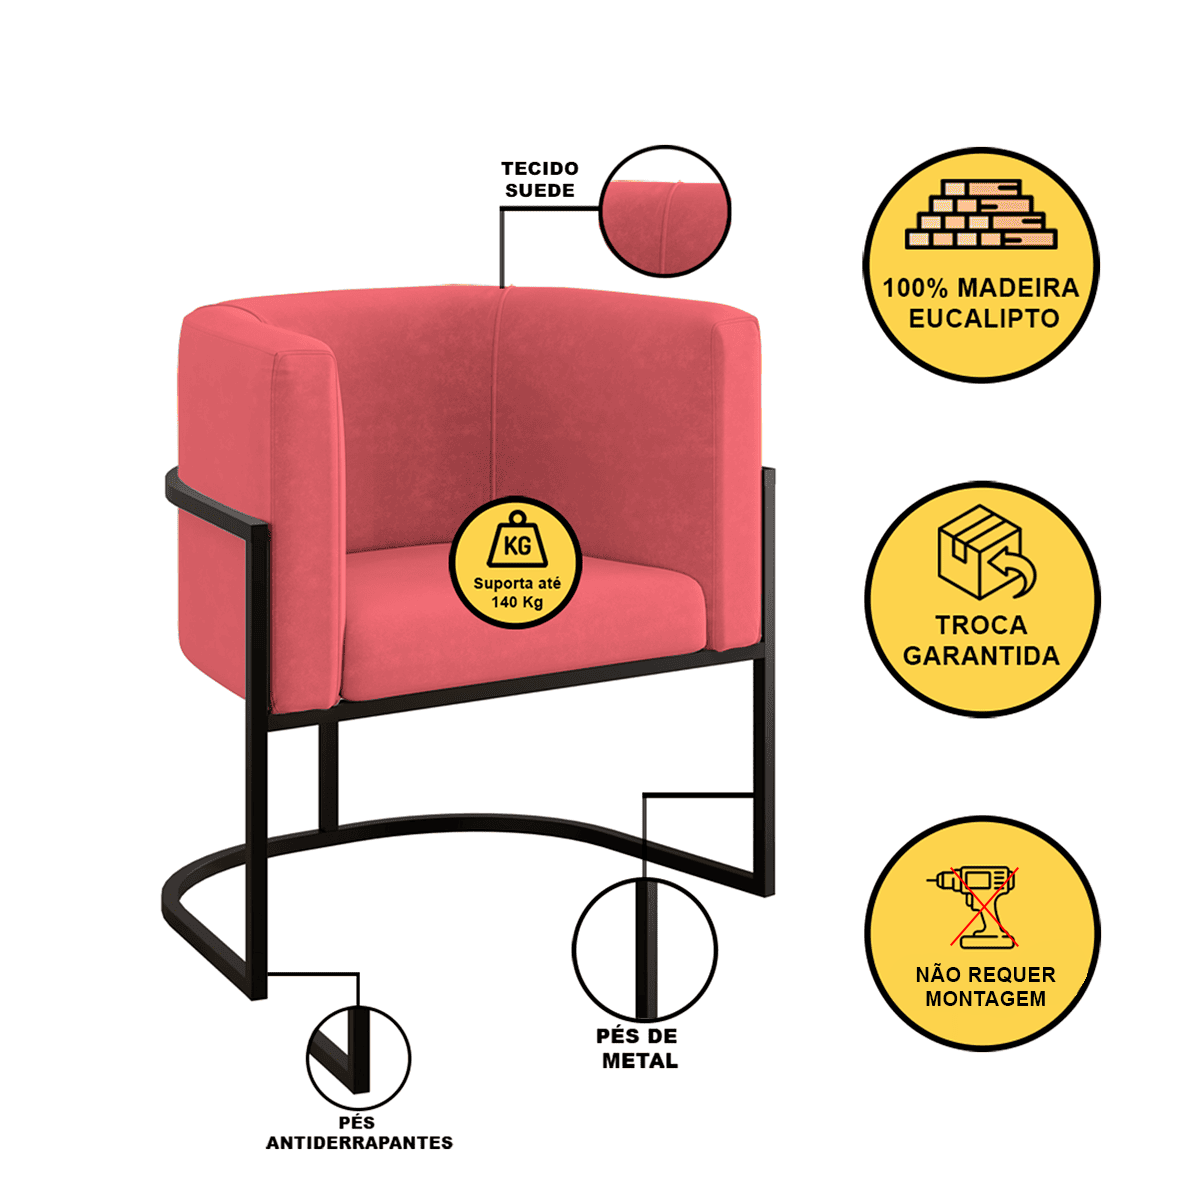 TECIDO
SUEDE
100% MADEIRA
EUCALIPTO
KG
Suporta até
140 Kg
TROCA
GARANTIDA
NÃO REQUER
MONTAGEM
PÉS DE
METAL
PÉS
ANTIDERRAPANTES